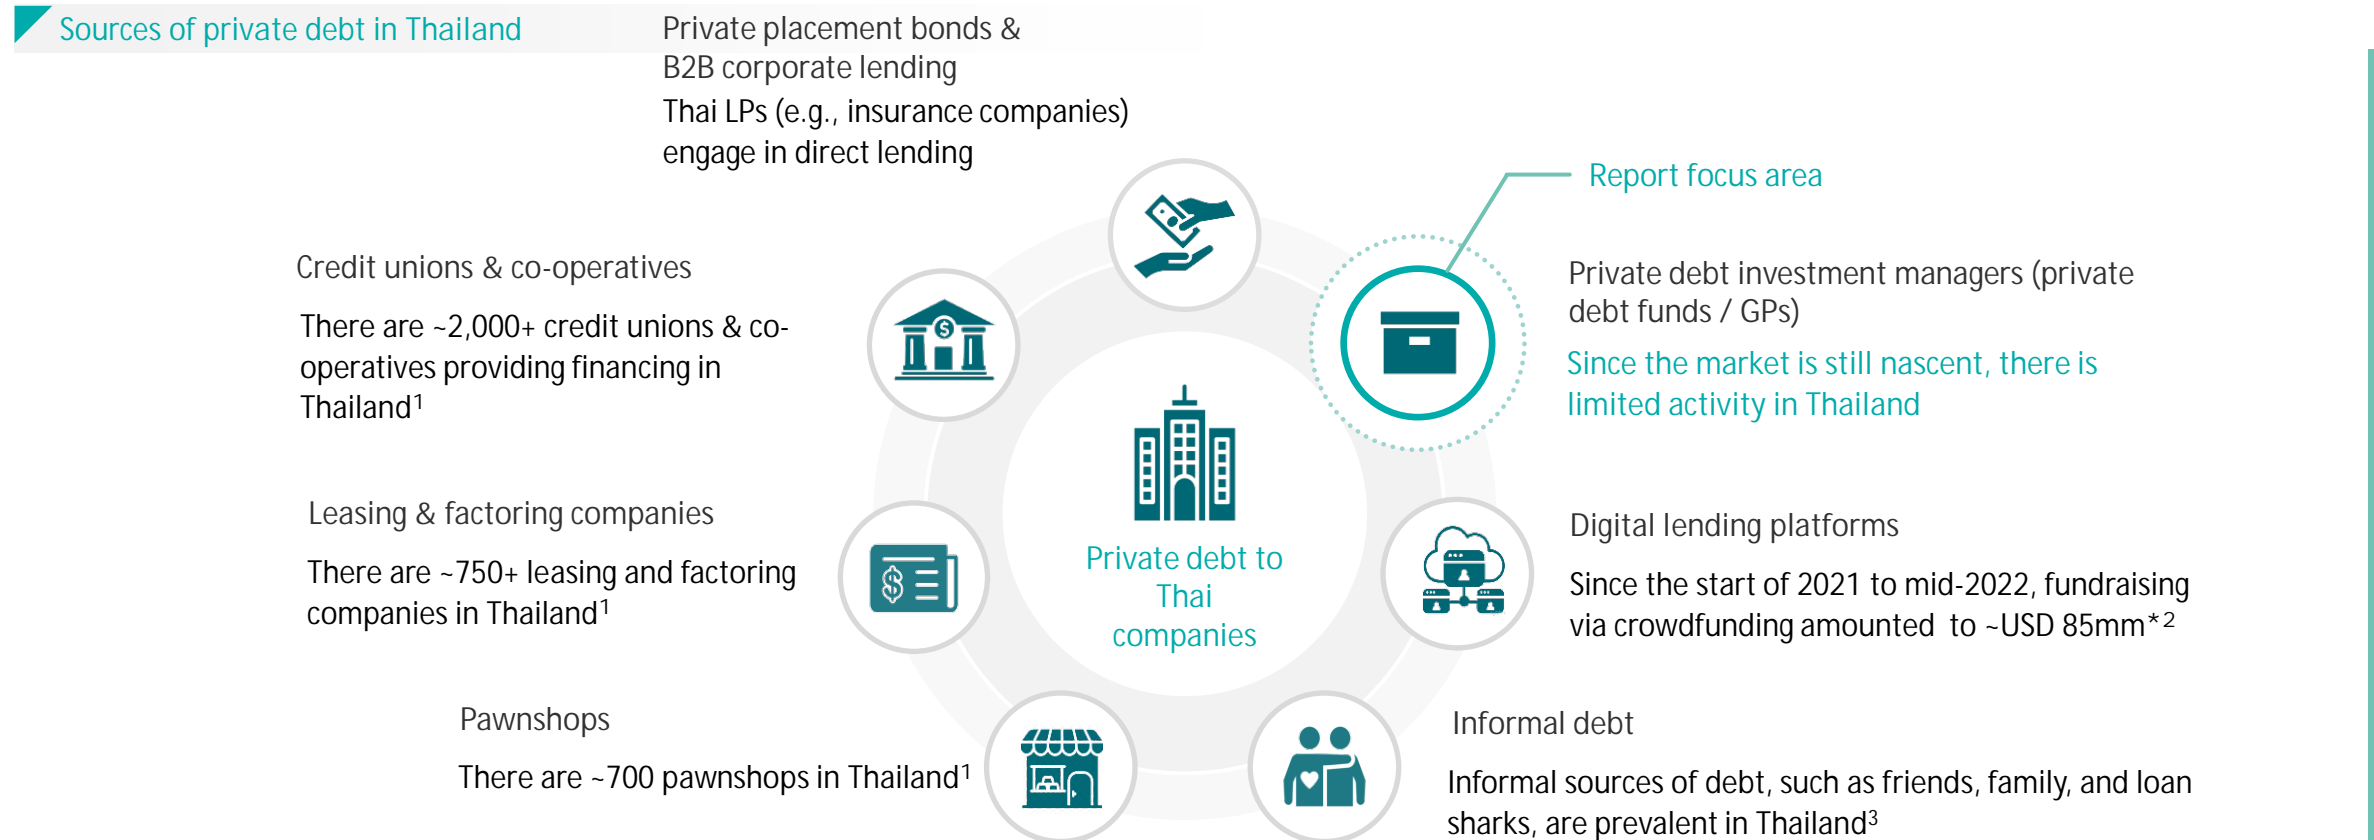 Sources of private debt in Thailand
Private placement bonds &
B2B corporate lending
Thai LPs (e.g., insurance companies)
engage in direct lending
Report focus area
Private debt investment managers (private
debt funds / GPs)
Since the market is still nascent, there is
limited activity in Thailand
Credit unions & co-operatives
There are ~2,000+ credit unions & co-
operatives providing financing in
Thailand1
Private debt to
Thai
companies
Leasing & factoring companies
There are ~750+ leasing and factoring
companies in Thailand1
Digital lending platforms
Since the start of 2021 to mid-2022, fundraising
via crowdfunding amounted to ~USD 85mm*2
Pawnshops
There are ~700 pawnshops in Thailand1
Informal debt
Informal sources of debt, such as friends, family, and loan
sharks, are prevalent in Thailand3